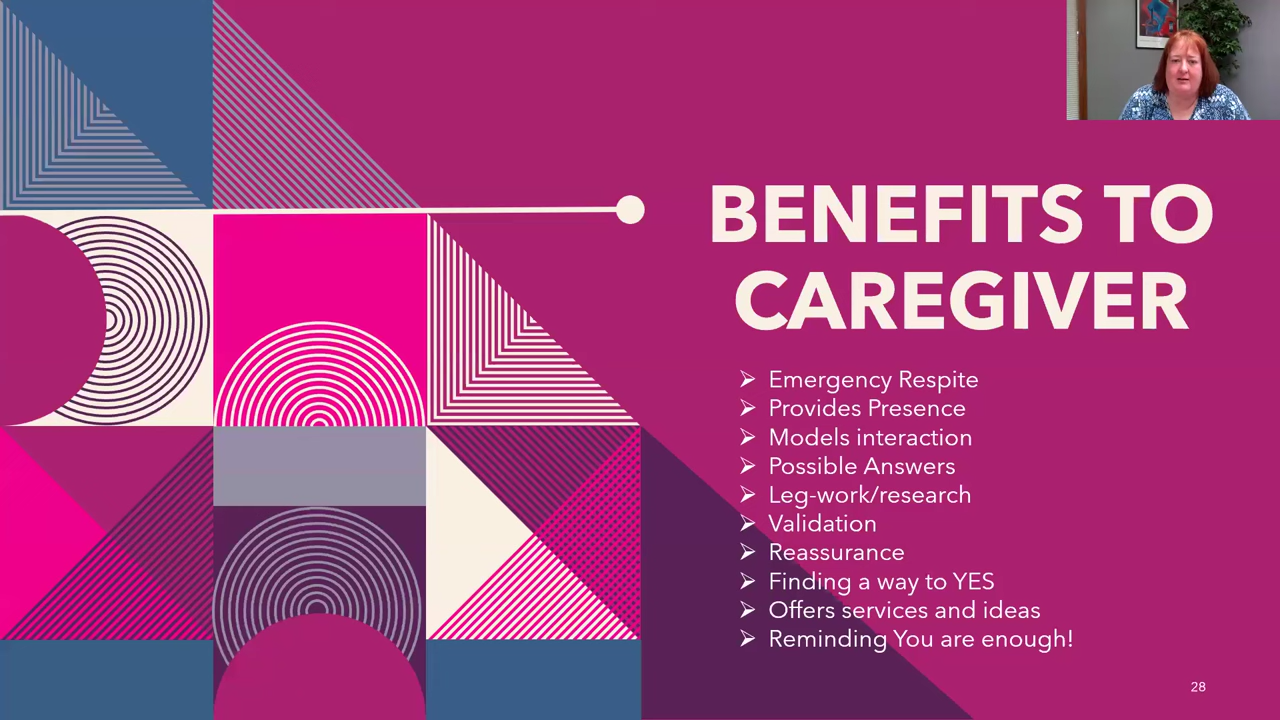 BENEFITS TO
CAREGIVER
Emergency Respite
Provides Presence
Models interaction
Possible Answers
Leg-work/research
Validation
Reassurance
Finding a way to YES
Offers services and ideas
Reminding You are enough!
28